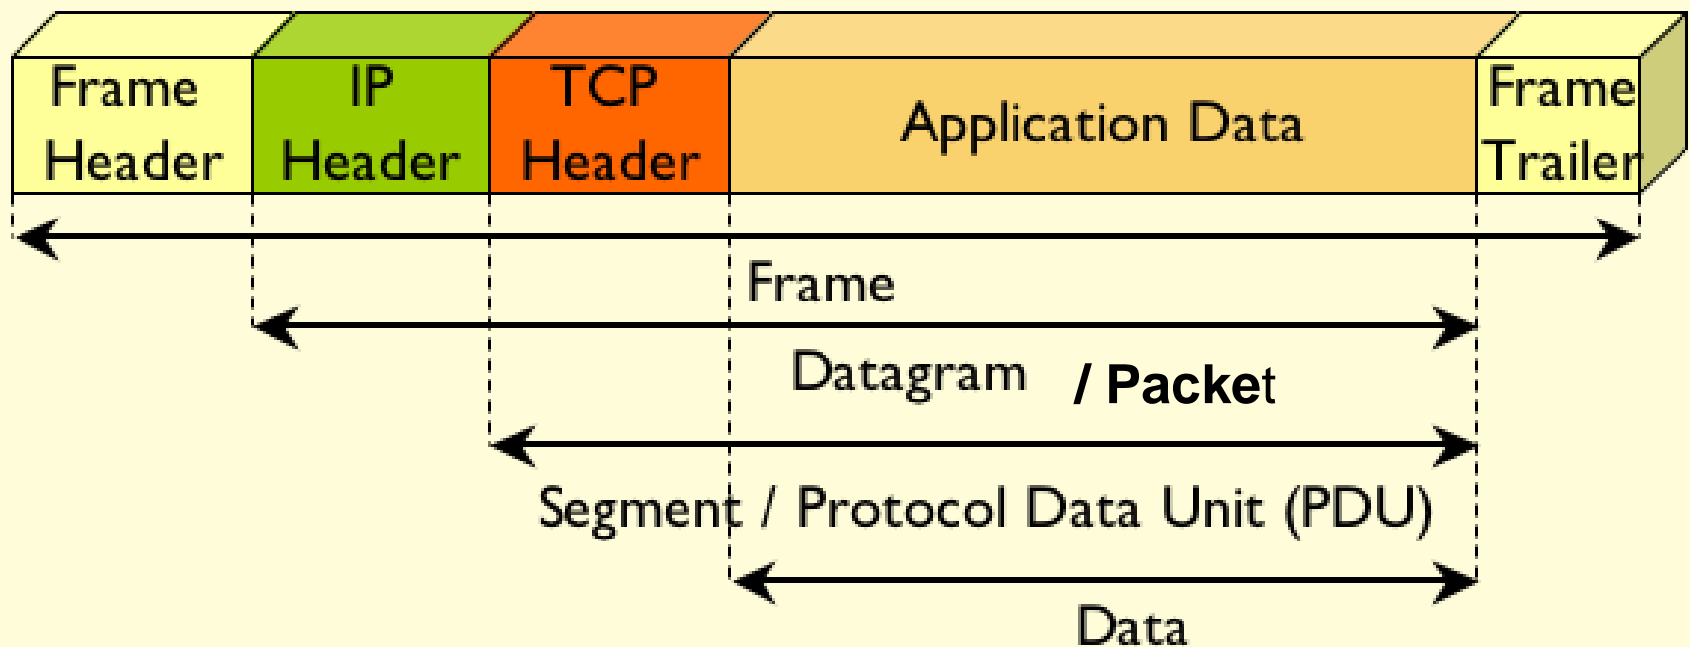 Frame Header
IP Header
TCP Header
Application Data
Frame Trailer
Frame
Datagram / Packet
Segment / Protocol Data Unit (PDU)
Data